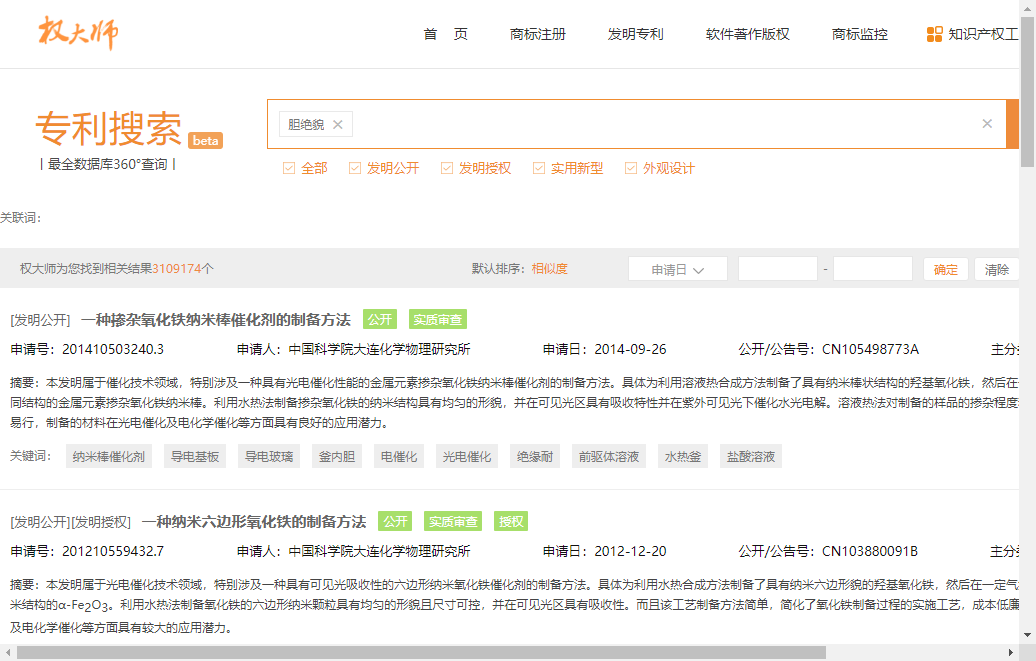 权大师
首 页 商标注册 发明专利 软件著作版权 商标监控 知识产权工
专利搜索 beta
| 最全数据库360°查询 |
胆绝貌 × ×
全部 发明公开 发明授权 实用新型 外观设计
关联词:
权大师为您找到相关结果3109174个 默认排序: 相似度 申请日 - 确定 清除
[发明公开] 一种掺杂氧化铁纳米棒催化剂的制备方法 公开 实质审查
申请号: 201410503240.3 申请人: 中国科学院大连化学物理研究所 申请日: 2014-09-26 公开/公告号: CN105498773A 主分
摘要: 本发明属于催化技术领域，特别涉及一种具有光电催化性能的金属元素掺杂氧化铁纳米棒催化剂的制备方法。具体为利用溶液热合成方法制备了具有纳米棒状结构的羟基氧化铁，然后在
同结构的金属元素掺杂氧化铁纳米棒。利用水热法制备掺杂氧化铁的纳米结构具有均匀的形貌，并在可见光区具有吸收特性并在紫外可见光下催化水光电解。溶液热法对制备的样品的掺杂程度
易行，制备的材料在光电催化及电化学催化等方面具有良好的应用潜力。
关键词: 纳米棒催化剂 导电基板 导电玻璃 釜内胆 电催化 光电催化 绝缘耐 前驱体溶液 水热釜 盐酸溶液
[发明公开][发明授权] 一种纳米六边形氧化铁的制备方法 公开 实质审查 授权
申请号: 201210559432.7 申请人: 中国科学院大连化学物理研究所 申请日: 2012-12-20 公开/公告号: CN103880091B 主分
摘要: 本发明属于光电催化技术领域，特别涉及一种具有可见光吸收性的六边形纳米氧化铁催化剂的制备方法。具体为利用水热合成方法制备了具有纳米六边形貌的羟基氧化铁，然后在一定气
米结构的α-Fe2O3。利用水热法制备氧化铁的六边形纳米颗粒具有均匀的形貌且尺寸可控，并在可见光区具有吸收性。而且该工艺制备方法简单，简化了氧化铁制备过程的实施工艺，成本低廉
及电化学催化等方面具有较大的应用潜力。